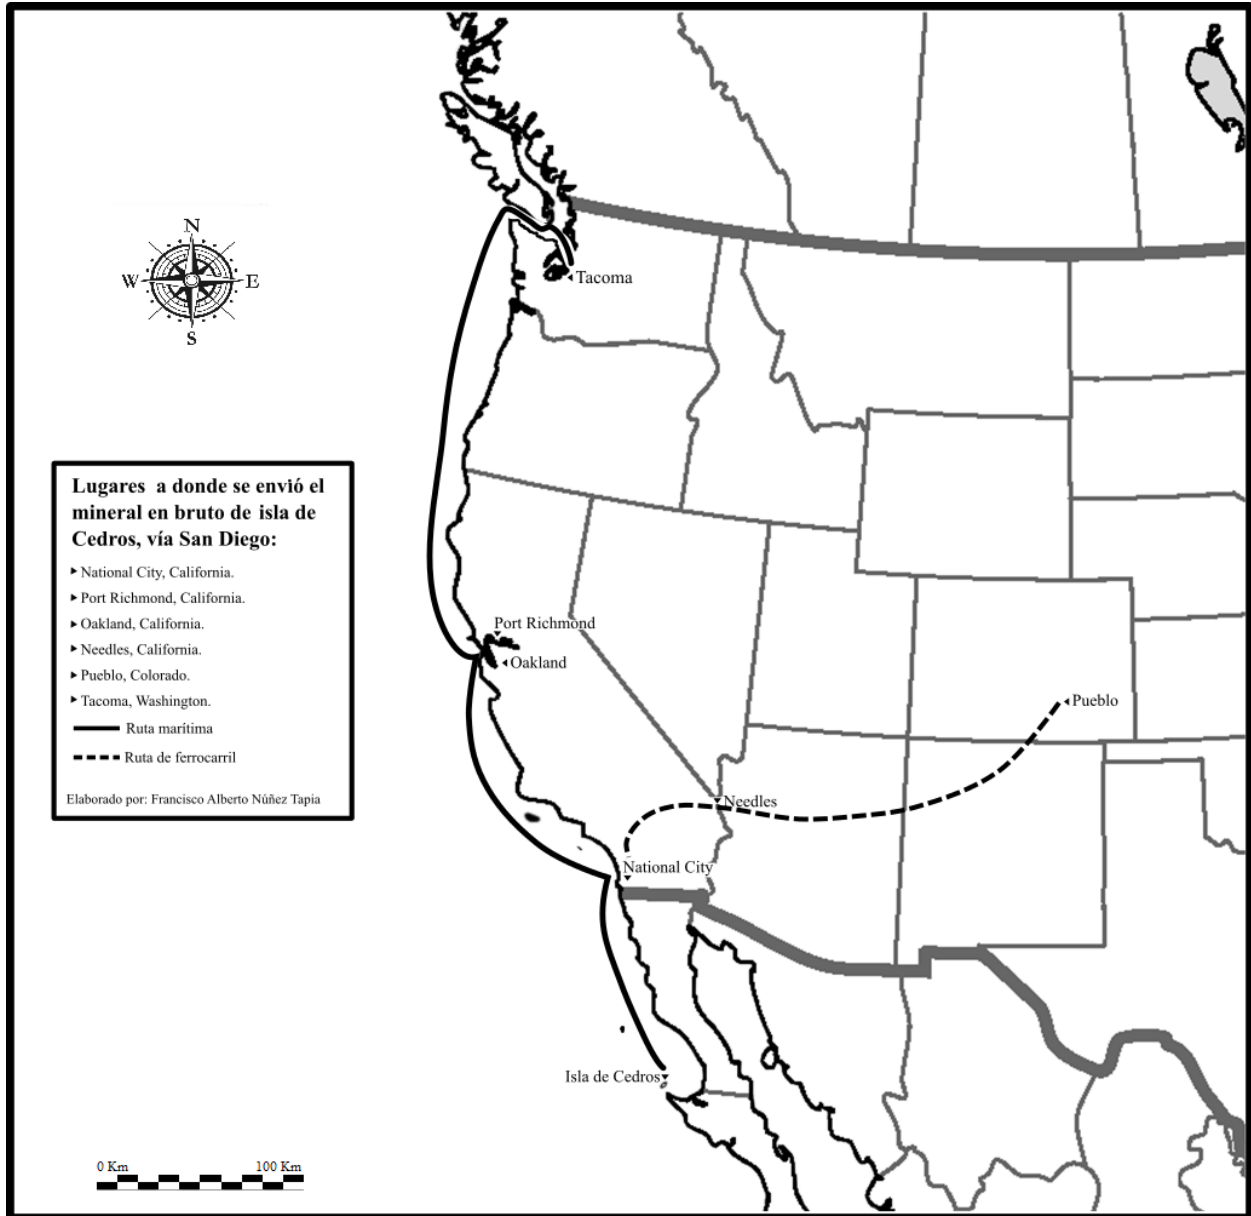 N
W E
S
Tacoma
Lugares a donde se envió el
mineral en bruto de isla de
Cedros, vía San Diego:
National City, California.
Port Richmond, California.
Oakland, California.
Needles, California.
Pueblo, Colorado.
Tacoma, Washington.
Ruta marítima
Ruta de ferrocarril
Elaborado por: Francisco Alberto Núñez Tapia
Port Richmond
Oakland
Pueblo
Needles
National City
Isla de Cedros
0 Km 100 Km